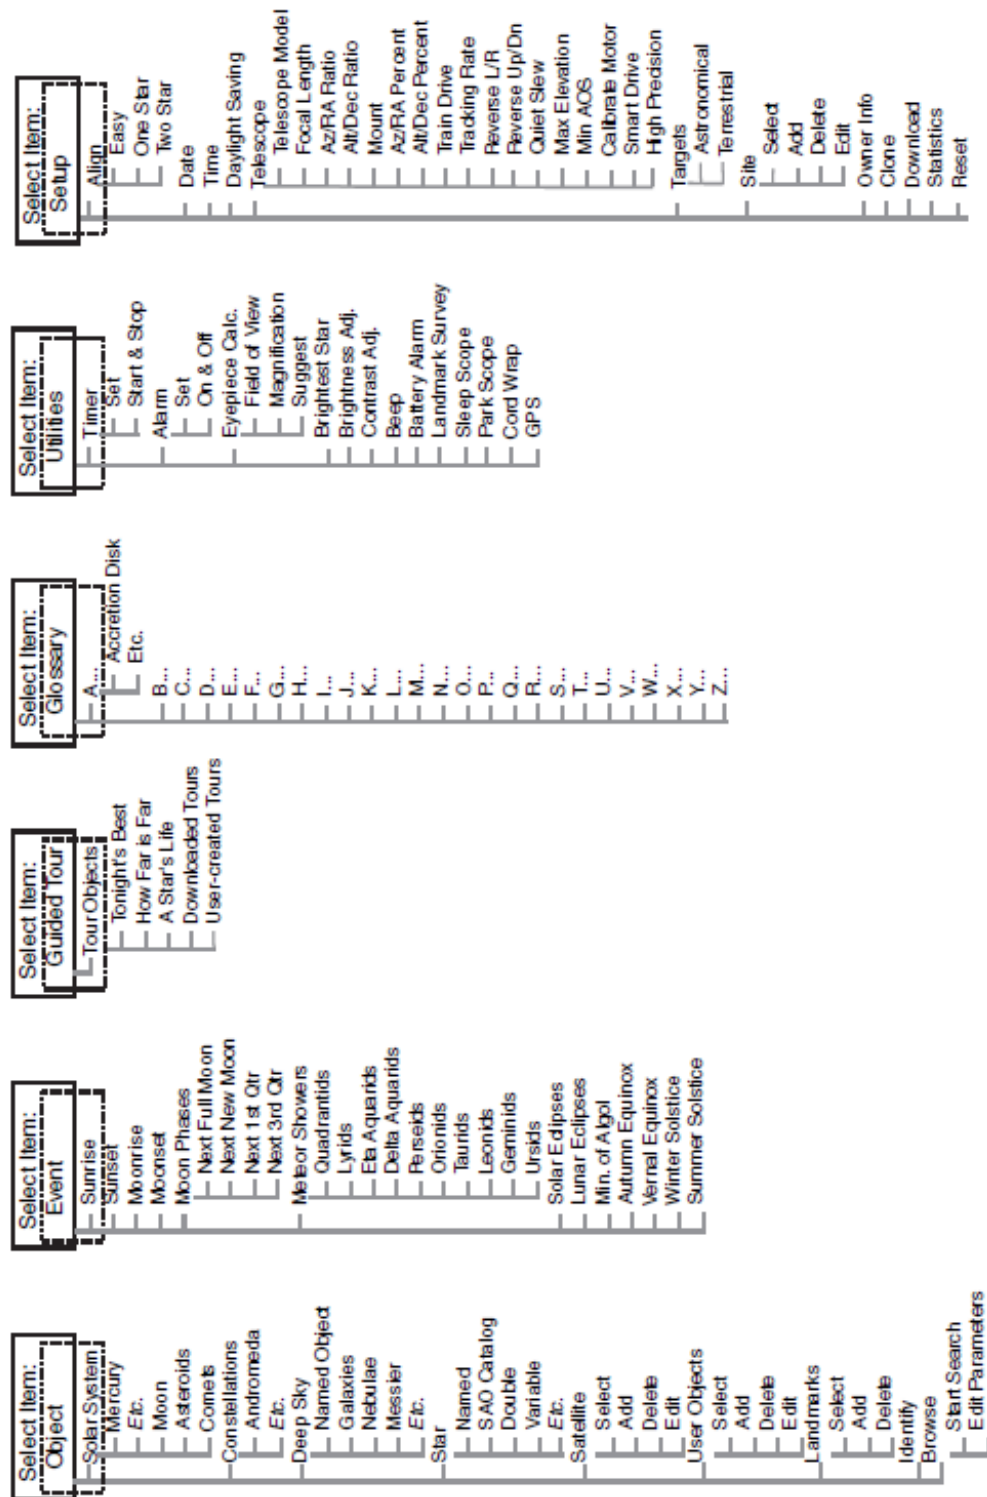 Select Item:
Object
Solar System
Mercury
Etc.
Moon
Asteroids
Comets
Constellations
Andromeda
Etc.
Deep Sky
Named Object
Galaxies
Nebulae
Messier
Etc.
Star
Named
SAO Catalog
Double
Variable
Etc.
Satellite
Select
Add
Delete
Edit
User Objects
Select
Add
Delete
Edit
Landmarks
Select
Add
Delete
Identify
Browse
Start Search
Edit Parameters
Select Item:
Event
Sunrise
Sunset
Moonrise
Moonset
Moon Phases
Next Full Moon
Next New Moon
Next 1st Qtr
Next 3rd Qtr
Meteor Showers
Quadrantids
Lyrids
Eta Aquarids
Delta Aquarids
Perseids
Orionids
Taurids
Leonids
Geminids
Ursids
Solar Eclipses
Lunar Eclipses
Min. of Algol
Autumn Equinox
Vernal Equinox
Winter Solstice
Summer Solstice
Select Item:
Guided Tour
Tour Objects
Tonight's Best
How Far is Far
A Star's Life
Downloaded Tours
User-created Tours
Select Item:
Glossary
A...
Accretion Disk
Etc.
B...
C...
D...
E...
F...
G...
H...
I...
J...
K...
L...
M...
N...
O...
P...
Q...
R...
S...
T...
U...
V...
W...
X...
Y...
Z...
Select Item:
Utilities
Timer
Set
Start & Stop
Alarm
Set
On & Off
Eyepiece Calc.
Field of View
Magnification
Suggest
Brightest Star
Brightness Adj.
Contrast Adj.
Beep
Battery Alarm
Landmark Survey
Sleep Scope
Park Scope
Cord Wrap
GPS
Select Item:
Setup
Align
Easy
One Star
Two Star
Date
Time
Daylight Saving
Telescope
Telescope Model
Focal Length
Az/RA Ratio
Alt/Dec Ratio
Mount
Az/RA Percent
Alt/Dec Percent
Train Drive
Tracking Rate
Reverse L/R
Reverse Up/Dn
Quiet Slew
Max Elevation
Min AOS
Calibrate Motor
Smart Drive
High Precision
Targets
Astronomical
Terrestrial
Site
Select
Add
Delete
Edit
Owner Info
Clone
Download
Statistics
Reset